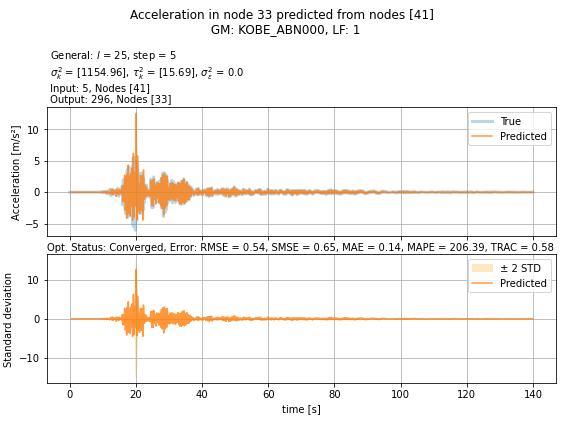 Acceleration in node 33 predicted from nodes [41]
GM: KOBE_ABN000, LF: 1
General: l = 25, step = 5
σ²ₖ = [1154.96], τ²ₖ = [15.69], σ²ε = 0.0
Input: 5, Nodes [41]
Output: 296, Nodes [33]
True
Predicted
Acceleration [m/s²]
10
5
0
−5
Opt. Status: Converged, Error: RMSE = 0.54, SMSE = 0.65, MAE = 0.14, MAPE = 206.39, TRAC = 0.58
± 2 STD
Predicted
Standard deviation
10
0
−10
0 20 40 60 80 100 120 140
time [s]